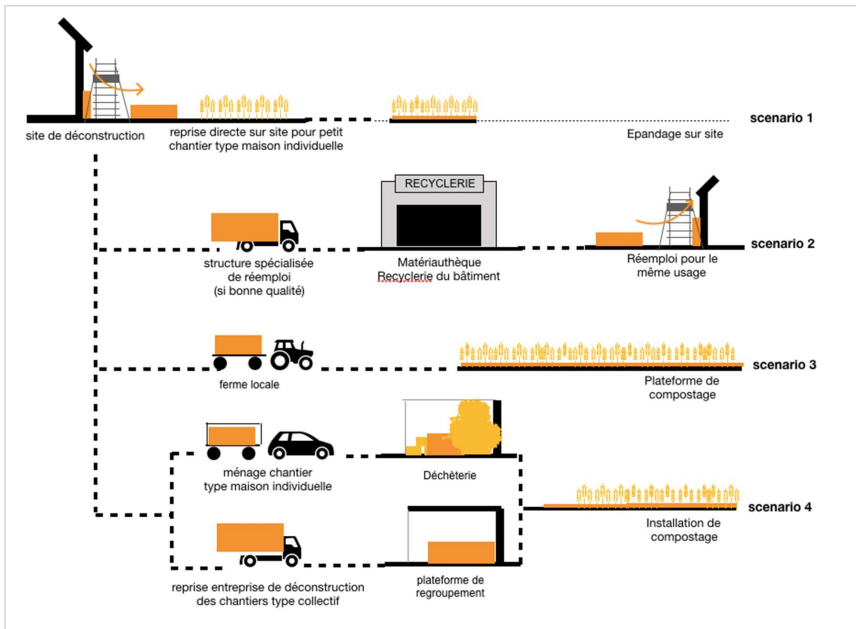 site de déconstruction
reprise directe sur site pour petit
chantier type maison individuelle
Epandage sur site
scenario 1
RECYCLERIE
structure spécialisée
de réemploi
(si bonne qualité)
Matériauthèque
Recyclerie du bâtiment
Réemploi pour le
même usage
scenario 2
ferme locale
Plateforme de
compostage
scenario 3
ménage chantier
type maison individuelle
Déchèterie
Installation de
compostage
scenario 4
reprise entreprise de déconstruction
des chantiers type collectif
plateforme de
regroupement